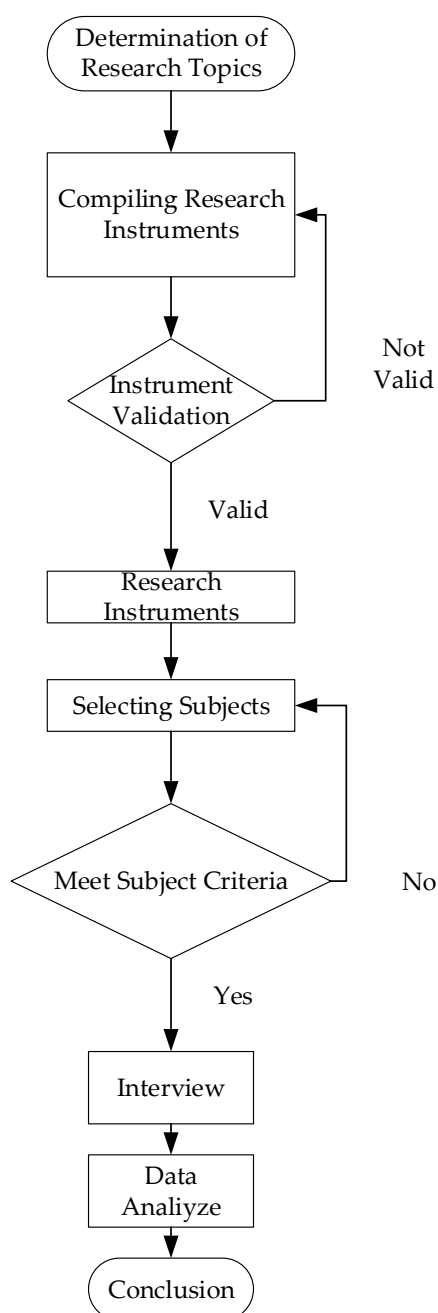 Determination of
Research Topics
Compiling Research
Instruments
Not
Valid
Instrument
Validation
Valid
Research
Instruments
Selecting Subjects
Meet Subject Criteria
No
Yes
Interview
Data
Analiyze
Conclusion